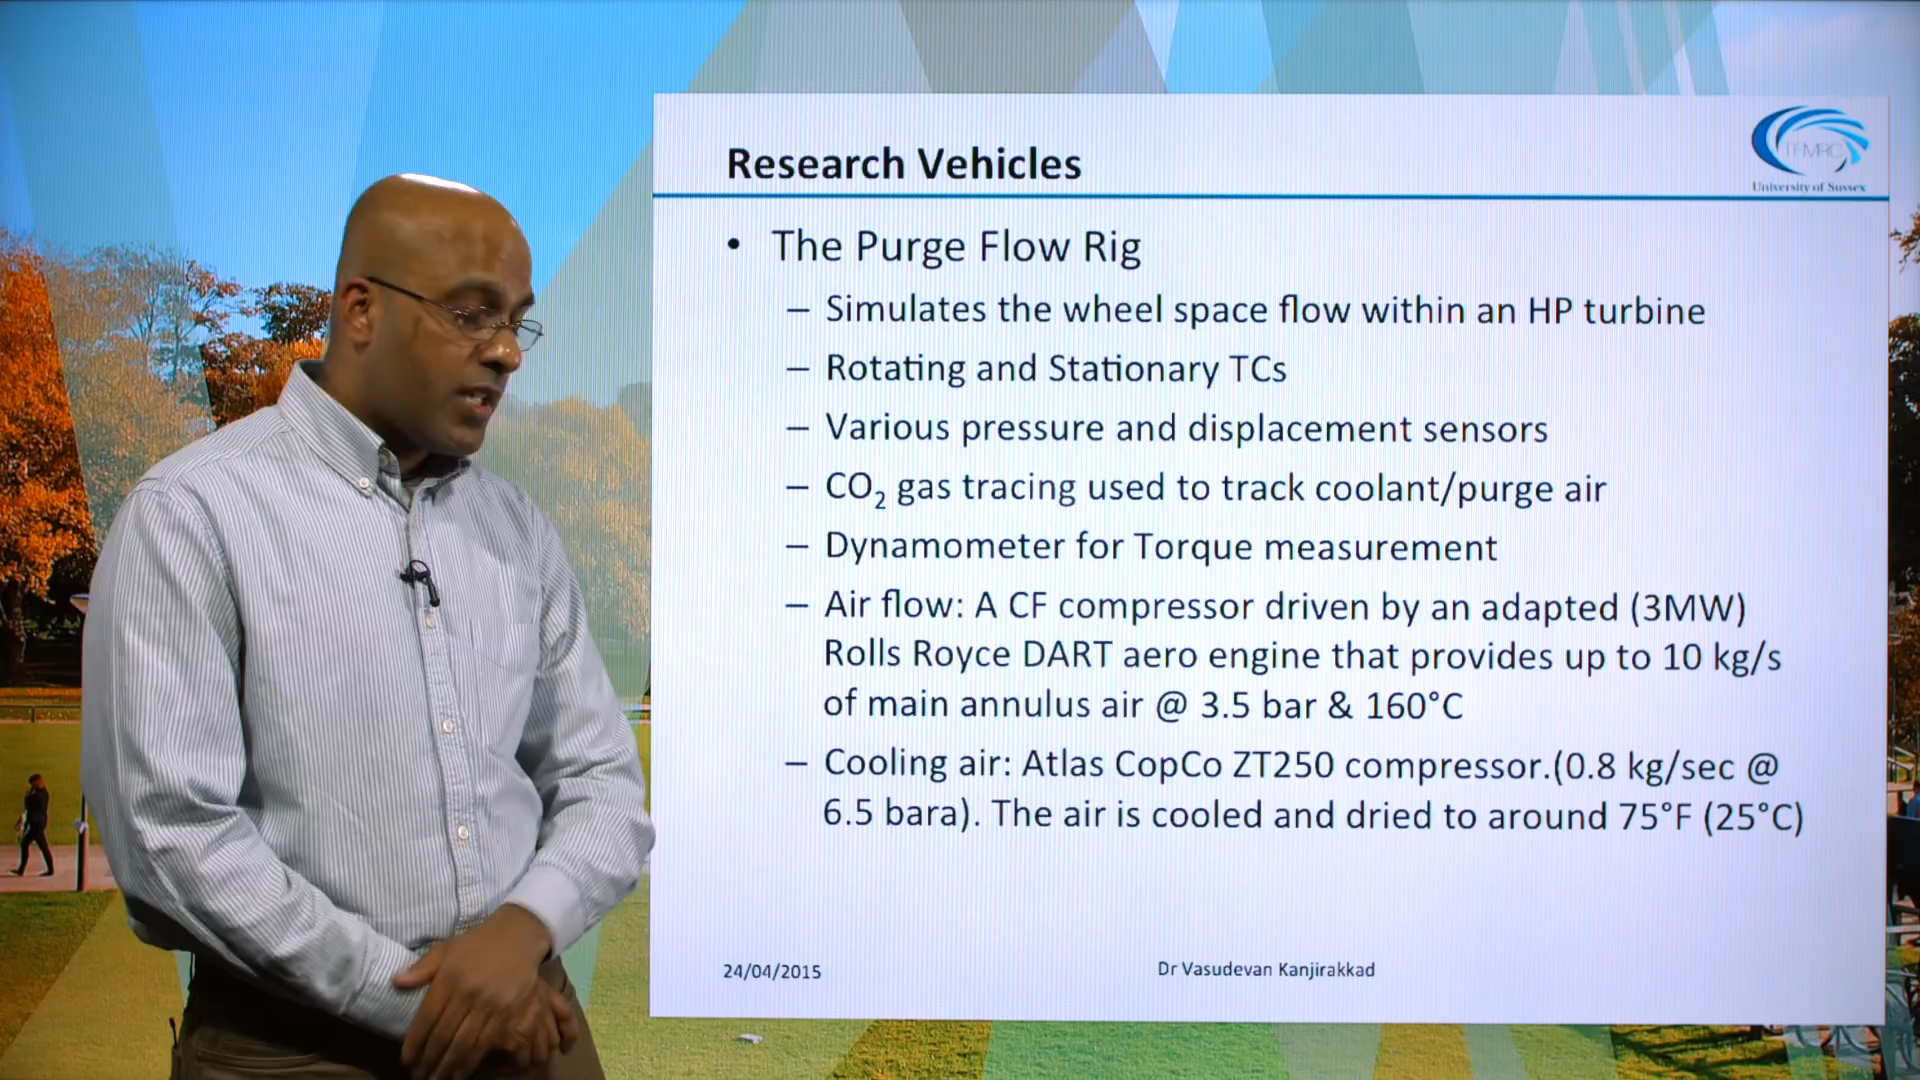 TFMRC
University of Sussex
Research Vehicles
• The Purge Flow Rig
– Simulates the wheel space flow within an HP turbine
– Rotating and Stationary TCs
– Various pressure and displacement sensors
– CO₂ gas tracing used to track coolant/purge air
– Dynamometer for Torque measurement
– Air flow: A CF compressor driven by an adapted (3MW)
Rolls Royce DART aero engine that provides up to 10 kg/s
of main annulus air @ 3.5 bar & 160°C
– Cooling air: Atlas CopCo ZT250 compressor.(0.8 kg/sec @
6.5 bara). The air is cooled and dried to around 75°F (25°C)
24/04/2015
Dr Vasudevan Kanjirakkad